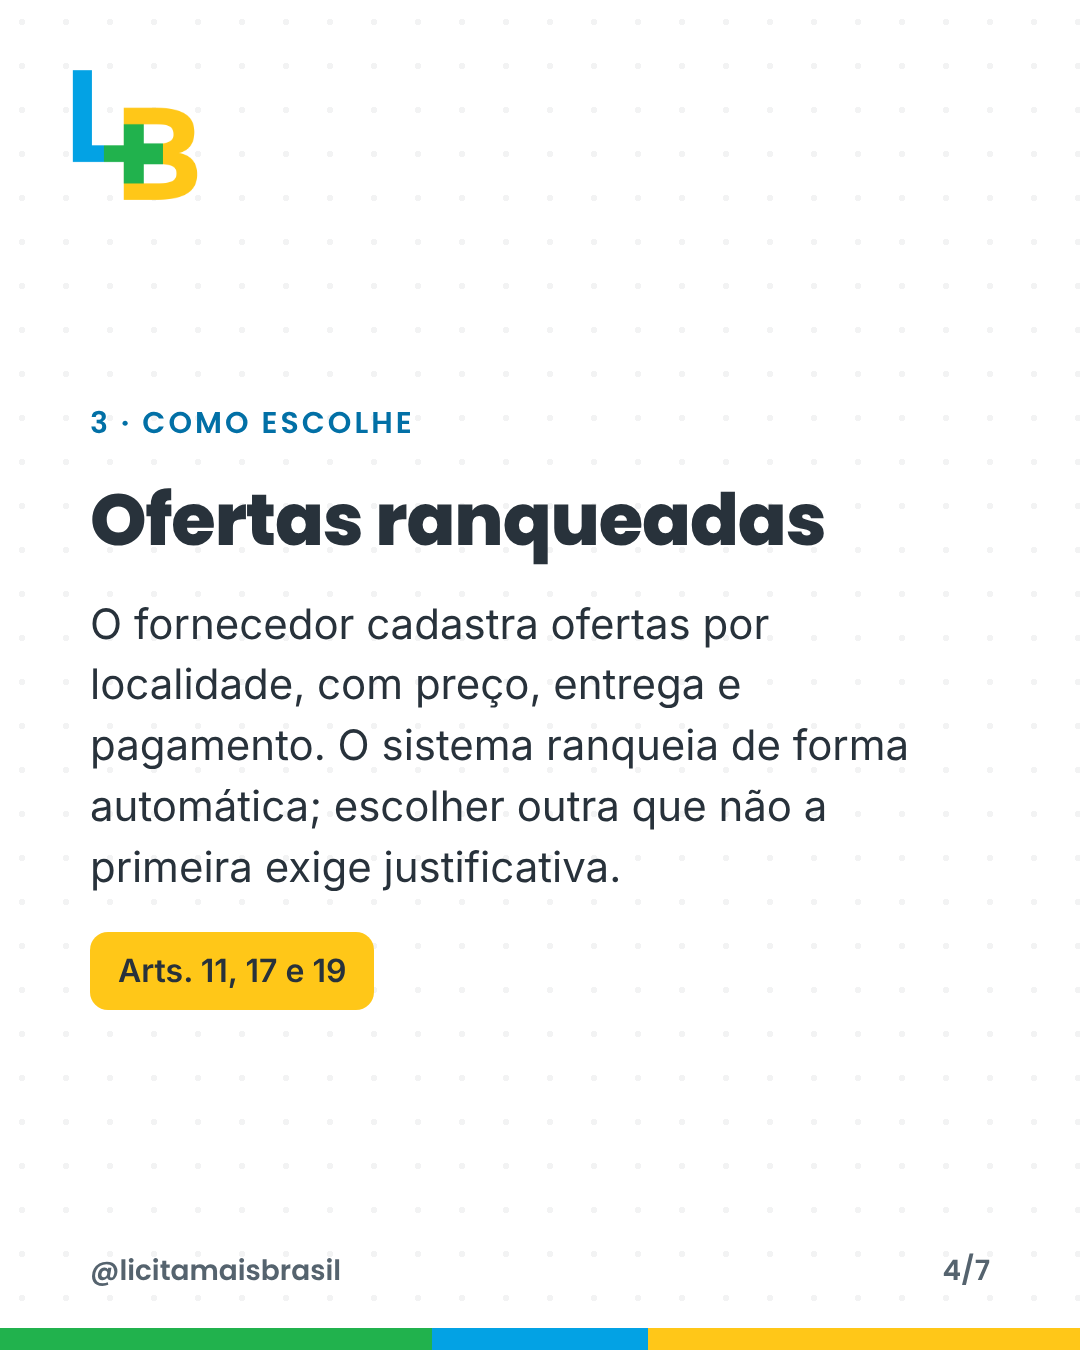 L+B
3 · COMO ESCOLHE
Ofertas ranqueadas
O fornecedor cadastra ofertas por
localidade, com preço, entrega e
pagamento. O sistema ranqueia de forma
automática; escolher outra que não a
primeira exige justificativa.
Arts. 11, 17 e 19
@licitamaisbrasil
4/7